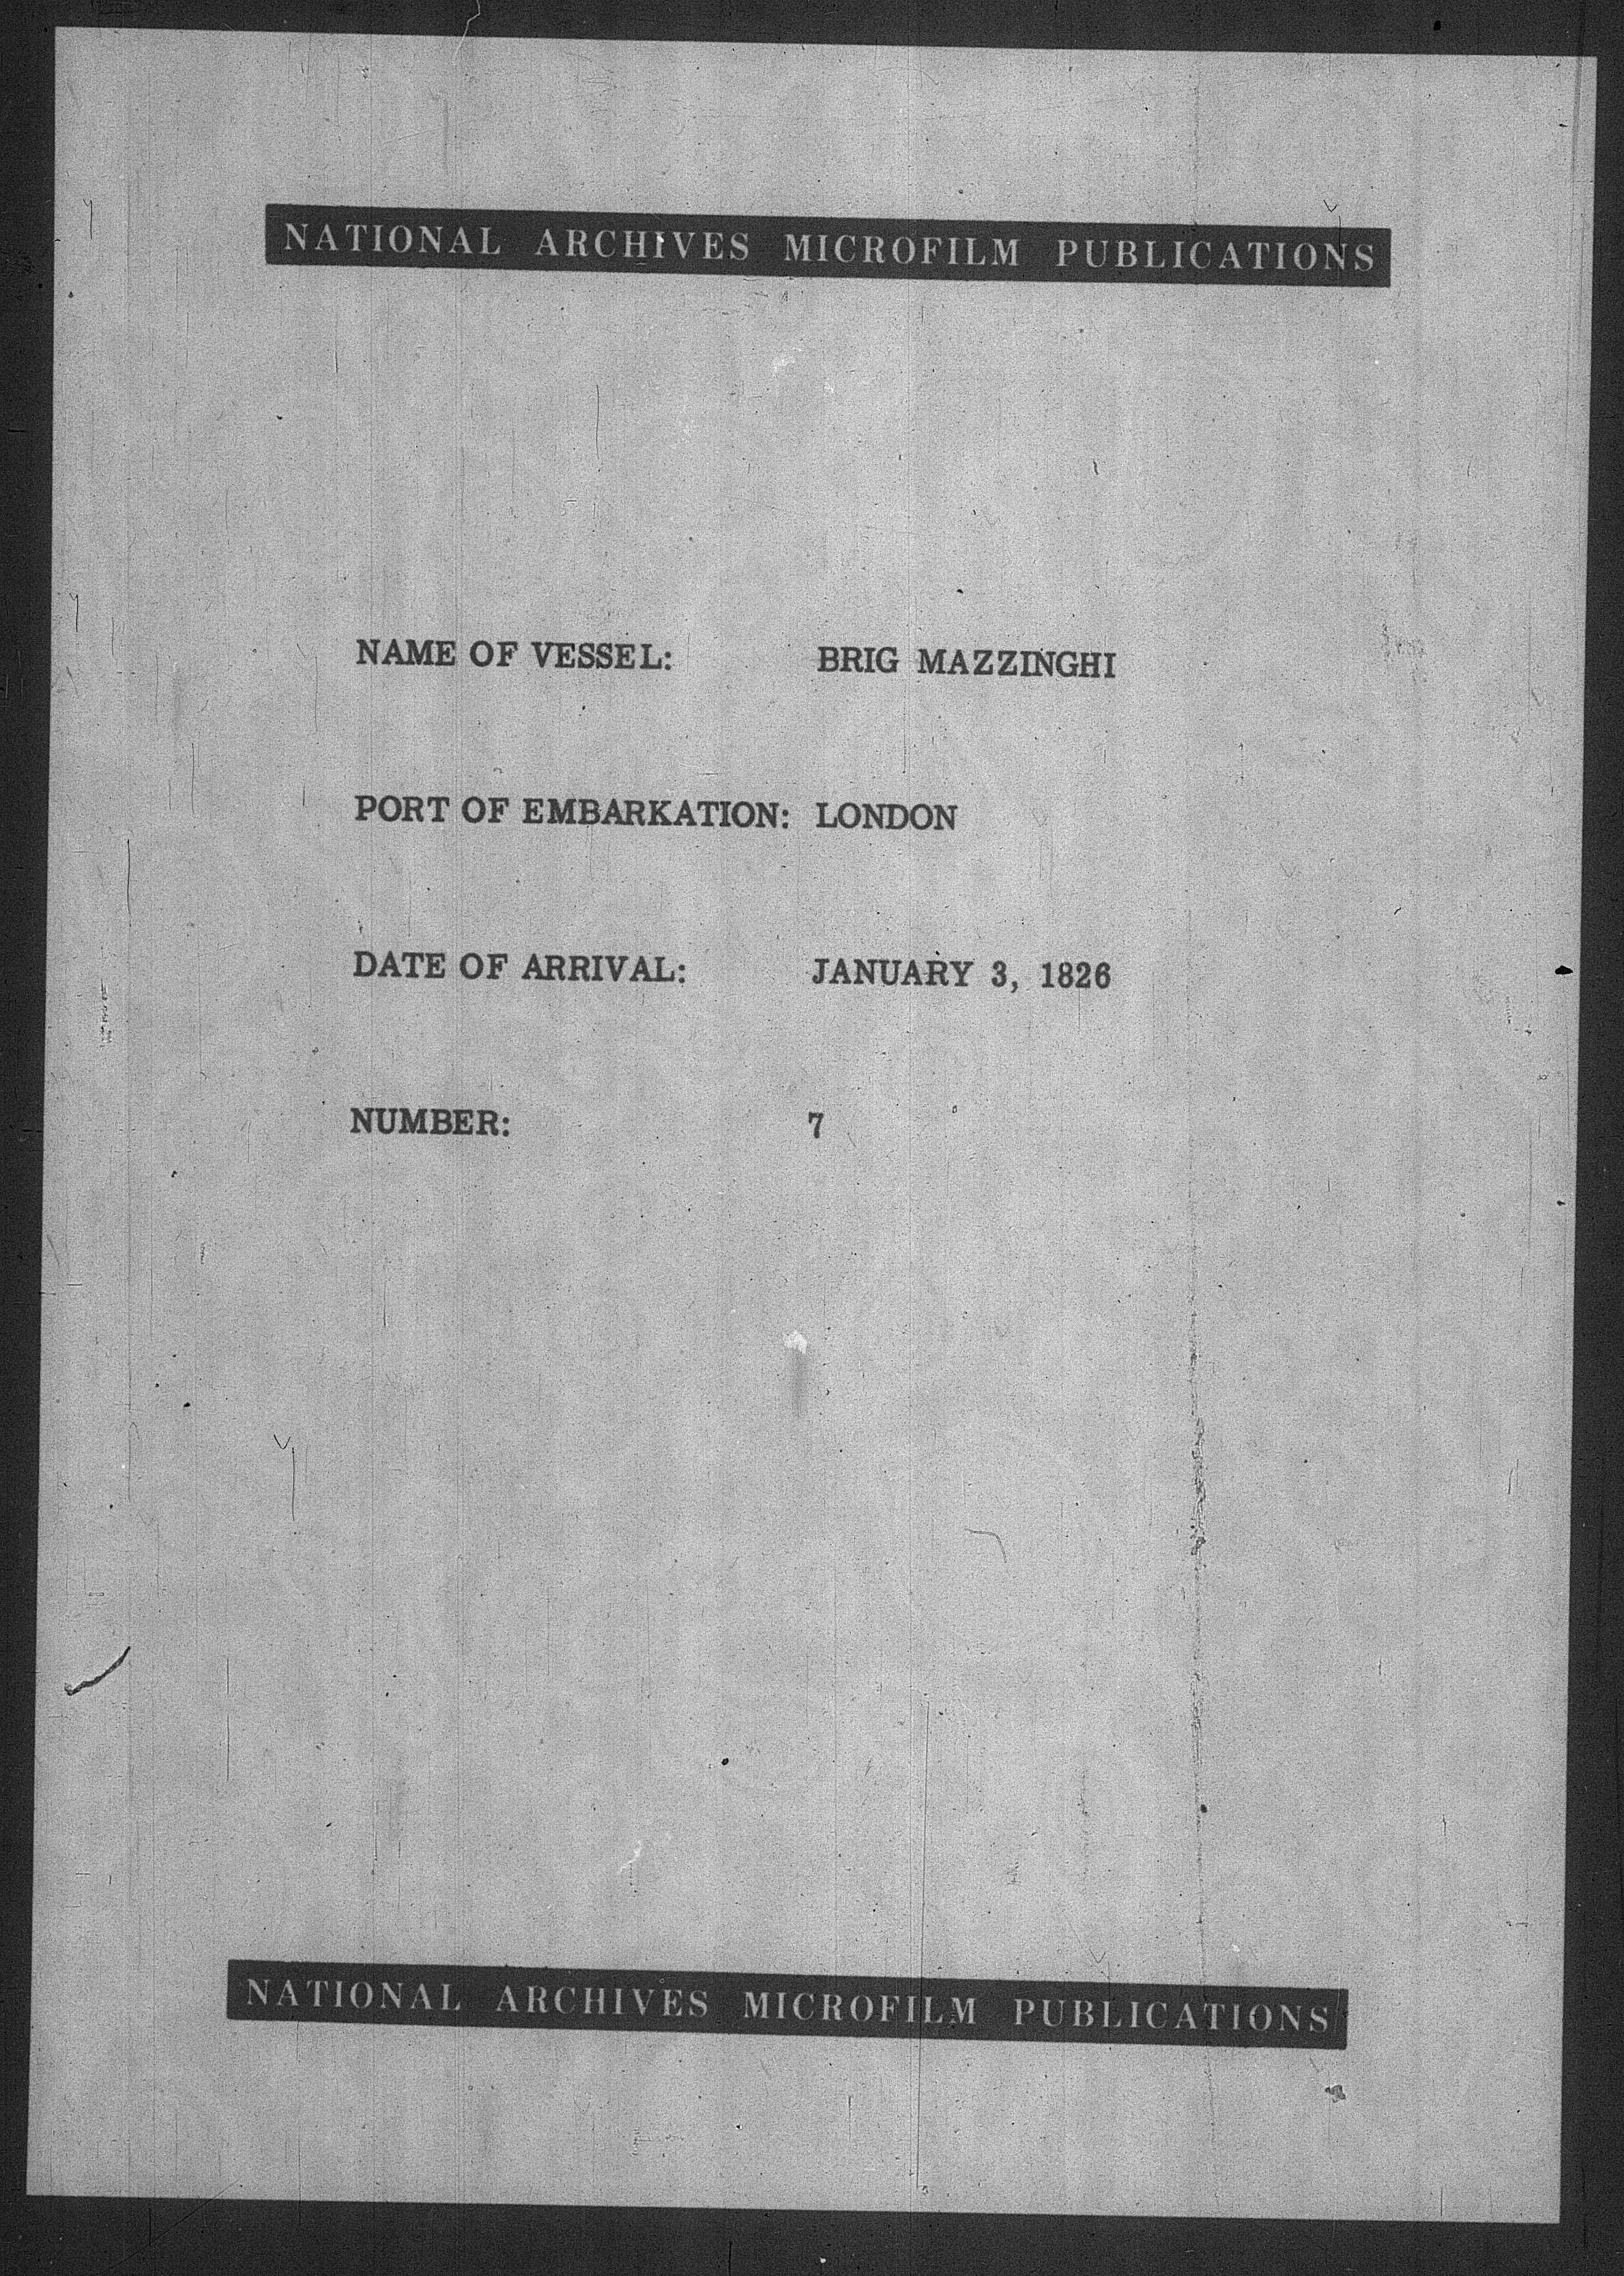 NATIONAL ARCHIVES MICROFILM PUBLICATIONS
NAME OF VESSEL: BRIG MAZZINGHI
PORT OF EMBARKATION: LONDON
DATE OF ARRIVAL: JANUARY 3, 1826
NUMBER: 7
NATIONAL ARCHIVES MICROFILM PUBLICATIONS